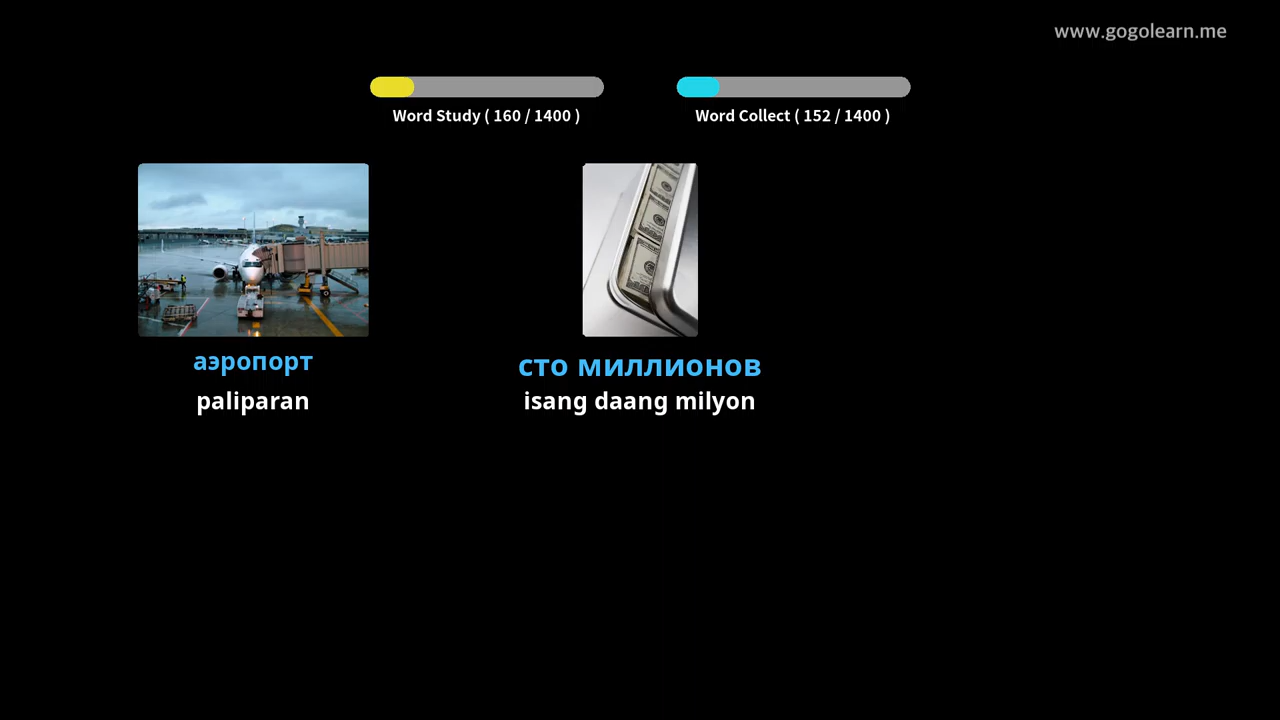 www.gogolearn.me
Word Study ( 160 / 1400 )
Word Collect ( 152 / 1400 )
аэропорт
paliparan
сто миллионов
isang daang milyon